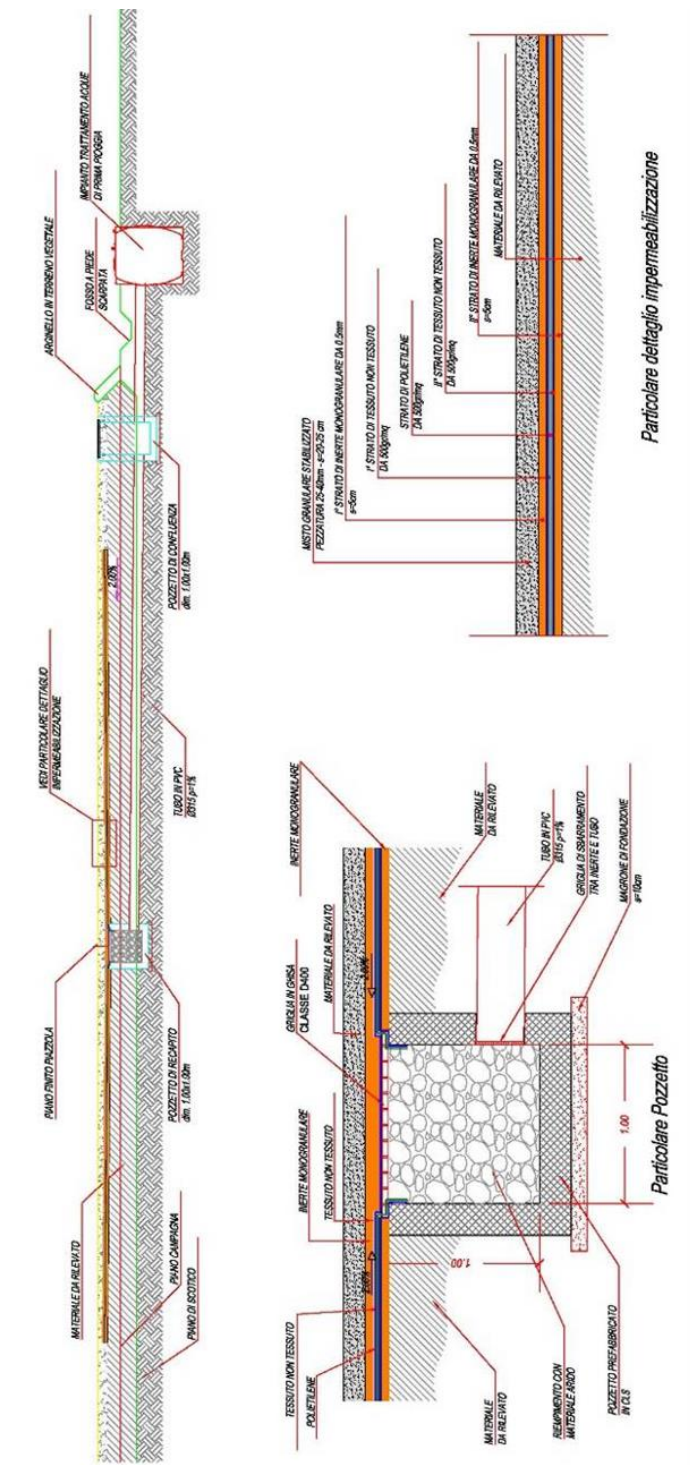 MATERIALE DA RILEVATO
PIANO CAMPAGNA
PIANO DI SCOTICO
PIANO FINITO PIAZZOLA
POZZETTO DI RECAPITO
dim. 1.00x1.00m
VEDI PARTICOLARE DETTAGLIO
IMPERMEABILIZZAZIONE
TUBO IN PVC
Ø315 p=1%
2.00%
POZZETTO DI CONFLUENZA
dim. 1.00x1.00m
ARGINELLO IN TERRENO VEGETALE
FOSSO A PIEDE
SCARPATA
IMPIANTO TRATTAMENTO ACQUE
DI PRIMA PIOGGIA
TESSUTO NON TESSUTO
POLIETILENE
INERTE MONOGRANULARE
TESSUTO NON TESSUTO
GRIGLIA IN GHISA
CLASSE D400
MATERIALE DA RILEVATO
INERTE MONOGRANULARE
2.00%
2.00%
1.00
1.00
MATERIALE
DA RILEVATO
RIEMPIMENTO CON
MATERIALE ARIDO
POZZETTO PREFABBRICATO
IN CLS
MATERIALE
DA RILEVATO
TUBO IN PVC
Ø315 p=1%
GRIGLIA DI SBARRAMENTO
TRA INERTE E TUBO
MAGRONE DI FONDAZIONE
s=10cm
Particolare Pozzetto
MISTO GRANULARE STABILIZZATO
PEZZATURA 25-40mm - s=20-25 cm
I° STRATO DI INERTE MONOGRANULARE DA 0.5mm
s=5cm
I° STRATO DI TESSUTO NON TESSUTO
DA 500gr/mq
STRATO DI POLIETILENE
DA 500gr/mq
II° STRATO DI TESSUTO NON TESSUTO
DA 500gr/mq
II° STRATO DI INERTE MONOGRANULARE DA 0.5mm
s=5cm
MATERIALE DA RILEVATO
Particolare dettaglio impermeabilizzazione